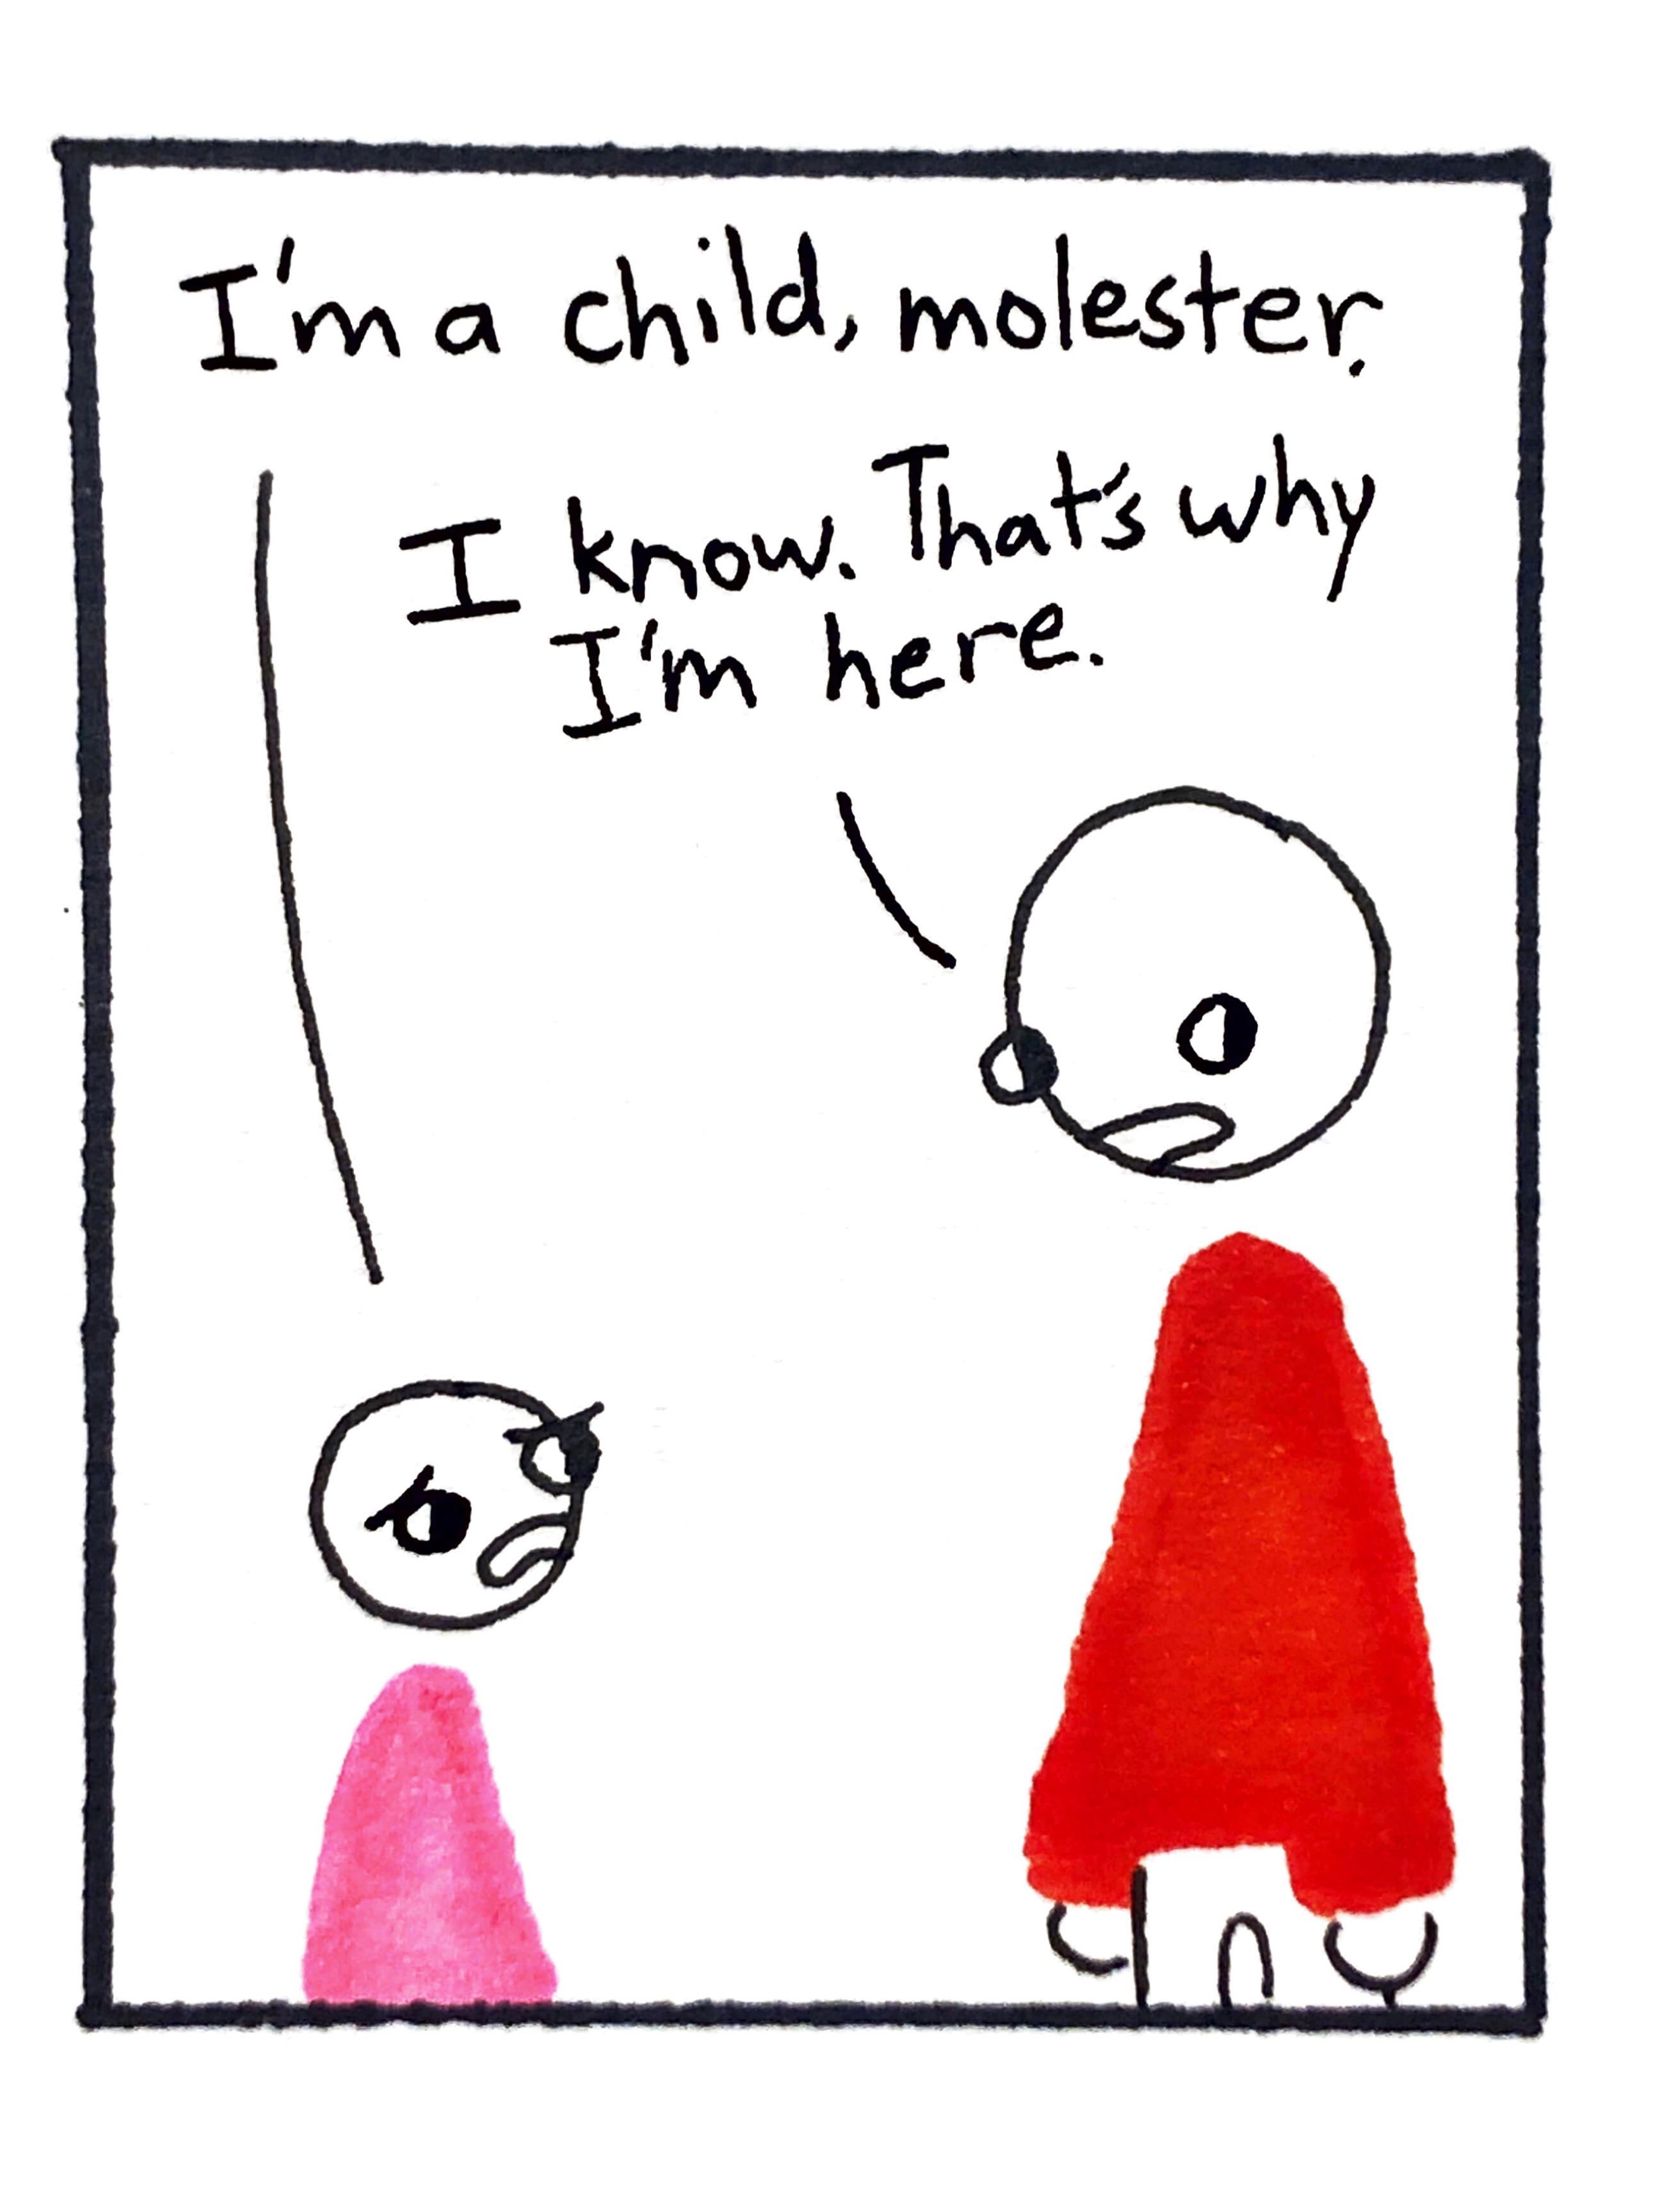 I'm a child, molester.
I know. That's why
I'm here.